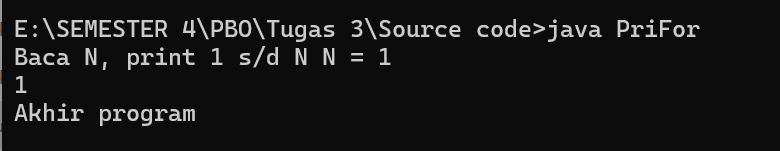 E:\SEMESTER 4\PBO\Tugas 3\Source code>java PriFor
Baca N, print 1 s/d N N = 1
1
Akhir program